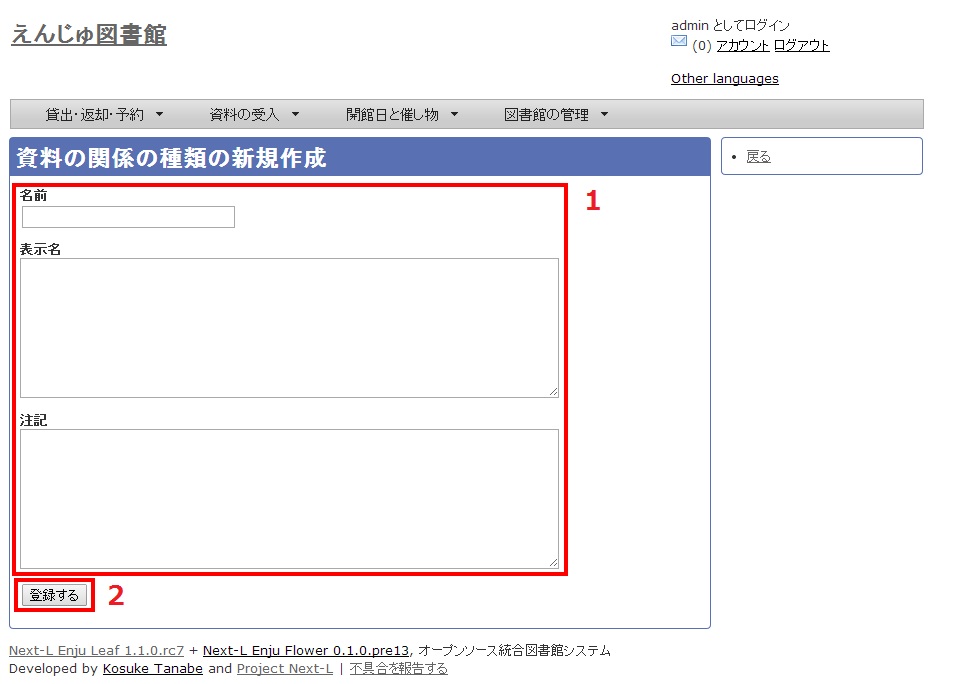 えんじゅ図書館
admin としてログイン
(0) アカウント ログアウト
Other languages
貸出・返却・予約 ▼ 資料の受入 ▼ 開館日と催し物 ▼ 図書館の管理 ▼
資料の関係の種類の新規作成
• 戻る
名前
1
表示名
注記
登録する
2
Next-L Enju Leaf 1.1.0.rc7 + Next-L Enju Flower 0.1.0.pre13, オープンソース統合図書館システム
Developed by Kosuke Tanabe and Project Next-L | 不具合を報告する